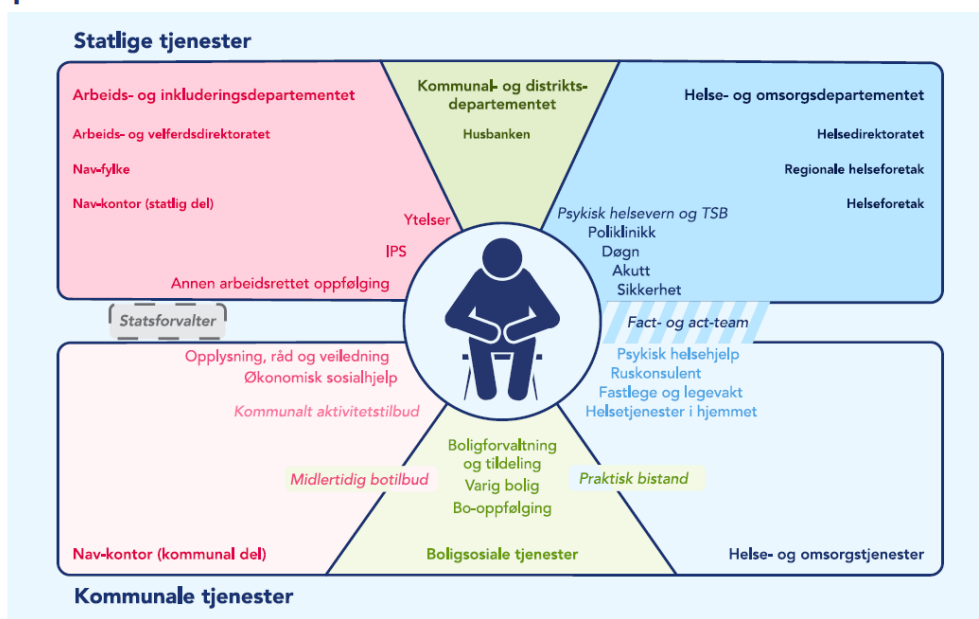 Statlige tjenester
Arbeids- og inkluderingsdepartementet
Arbeids- og velferdsdirektoratet
Nav-fylke
Nav-kontor (statlig del)
Ytelser
IPS
Annen arbeidsrettet oppfølging
Kommunal- og distrikts-
departementet
Husbanken
Helse- og omsorgsdepartementet
Helsedirektoratet
Regionale helseforetak
Helseforetak
Psykisk helsevern og TSB
Poliklinikk
Døgn
Akutt
Sikkerhet
Statsforvalter
Fact- og act-team
Opplysning, råd og veiledning
Økonomisk sosialhjelp
Kommunalt aktivitetstilbud
Midlertidig botilbud
Nav-kontor (kommunal del)
Boligforvaltning
og tildeling
Varig bolig
Bo-oppfølging
Boligsosiale tjenester
Psykisk helsehjelp
Ruskonsulent
Fastlege og legevakt
Helsetjenester i hjemmet
Praktisk bistand
Helse- og omsorgstjenester
Kommunale tjenester